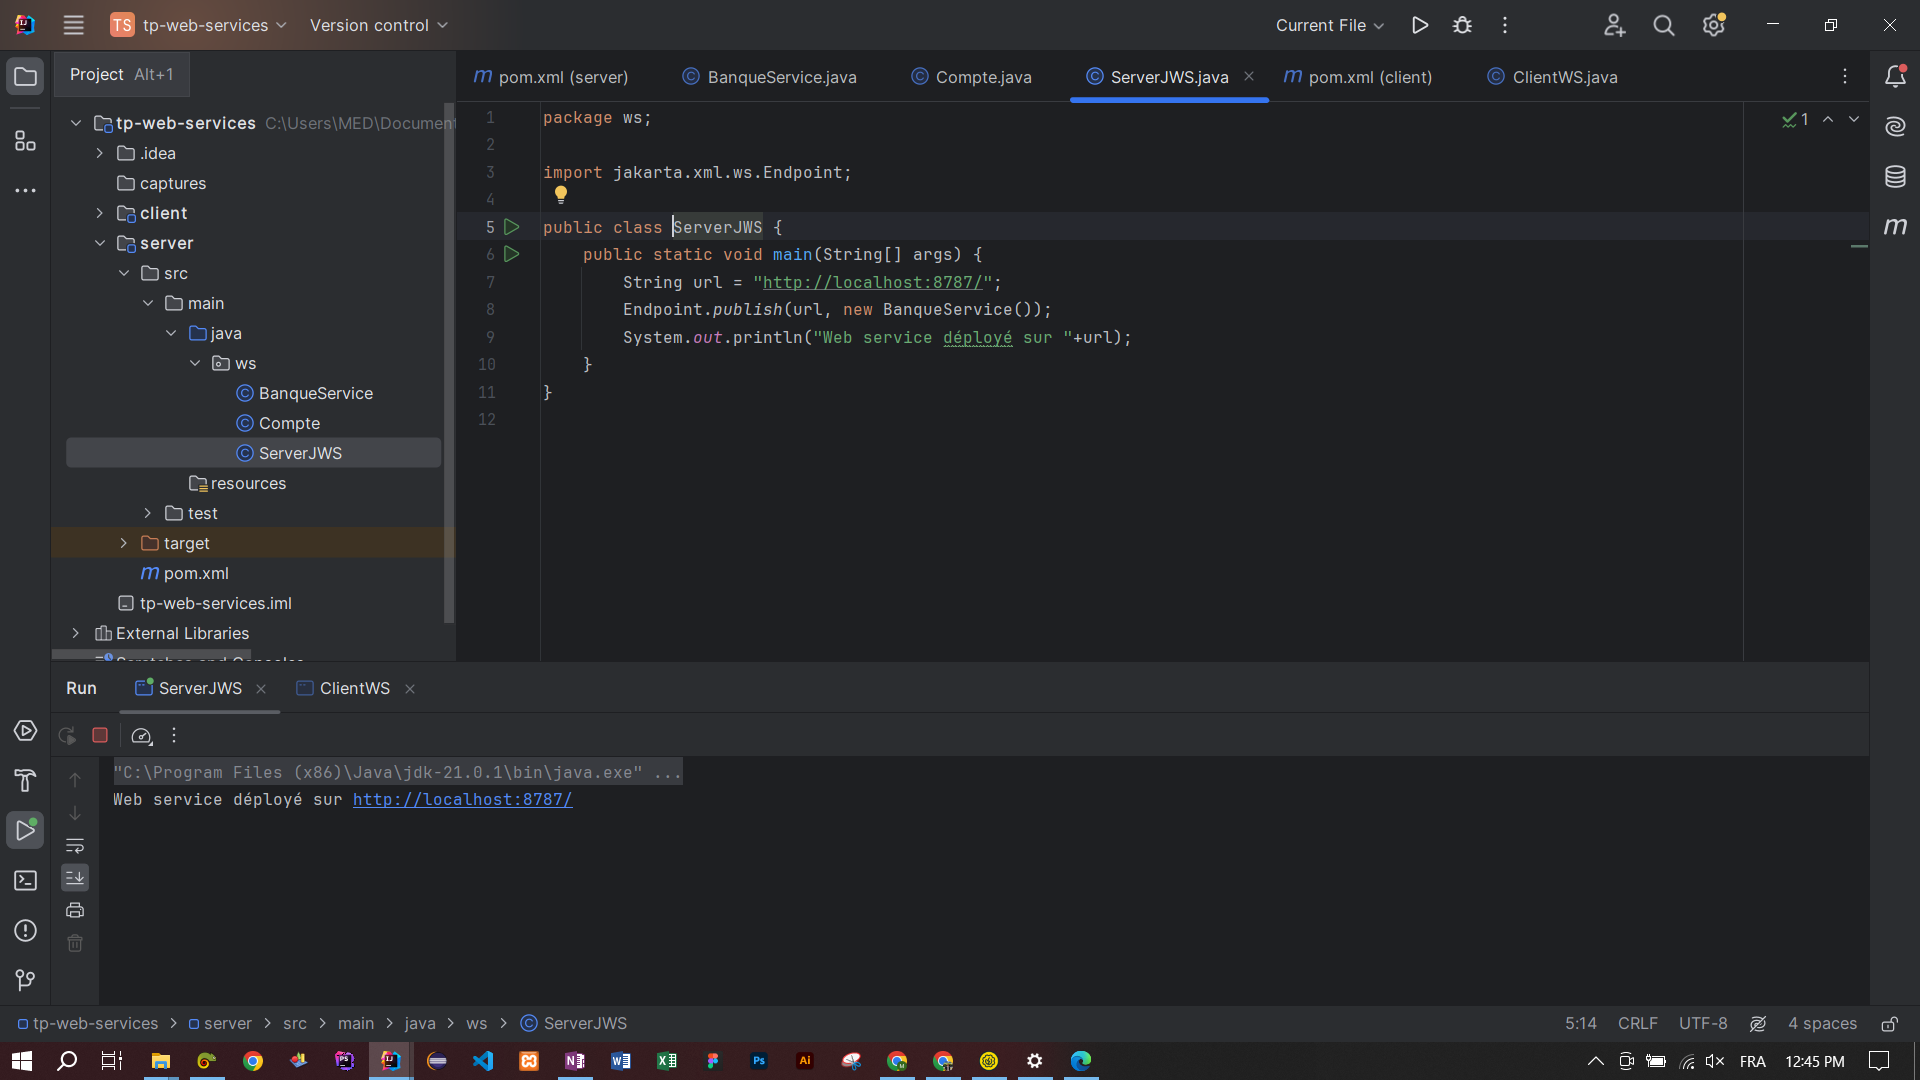 TS tp-web-services Version control Current File
Project Alt+1
pom.xml (server) BanqueService.java Compte.java ServerJWS.java pom.xml (client) ClientWS.java
tp-web-services C:\Users\MED\Document
.idea
captures
client
server
src
main
java
ws
BanqueService
Compte
ServerJWS
resources
test
target
pom.xml
tp-web-services.iml
External Libraries
Scratches and Consoles
1 package ws;
2
3 import jakarta.xml.ws.Endpoint;
4
5 public class ServerJWS {
6 public static void main(String[] args) {
7 String url = "http://localhost:8787/";
8 Endpoint.publish(url, new BanqueService());
9 System.out.println("Web service déployé sur "+url);
10 }
11 }
12
1
Run ServerJWS ClientWS
"C:\Program Files (x86)\Java\jdk-21.0.1\bin\java.exe" ...
Web service déployé sur http://localhost:8787/
tp-web-services > server > src > main > java > ws > ServerJWS 5:14 CRLF UTF-8 4 spaces
FRA 12:45 PM